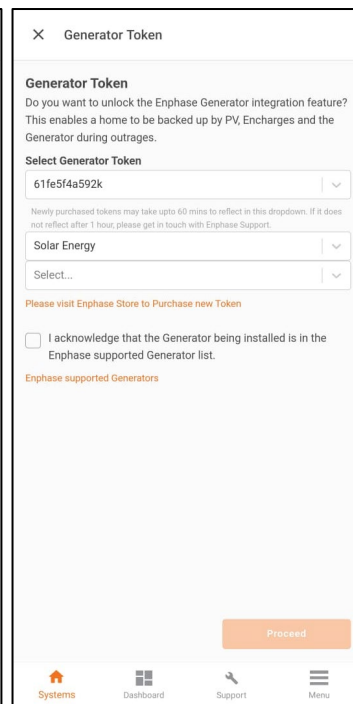 Generator Token
Generator Token
Do you want to unlock the Enphase Generator integration feature?
This enables a home to be backed up by PV, Encharges and the
Generator during outrages.
Select Generator Token
61fe5f4a592k
Newly purchased tokens may take upto 60 mins to reflect in this dropdown. If it does
not reflect after 1 hour, please get in touch with Enphase Support.
Solar Energy
Select...
Please visit Enphase Store to Purchase new Token
I acknowledge that the Generator being installed is in the
Enphase supported Generator list.
Enphase supported Generators
Proceed
Systems Dashboard Support Menu